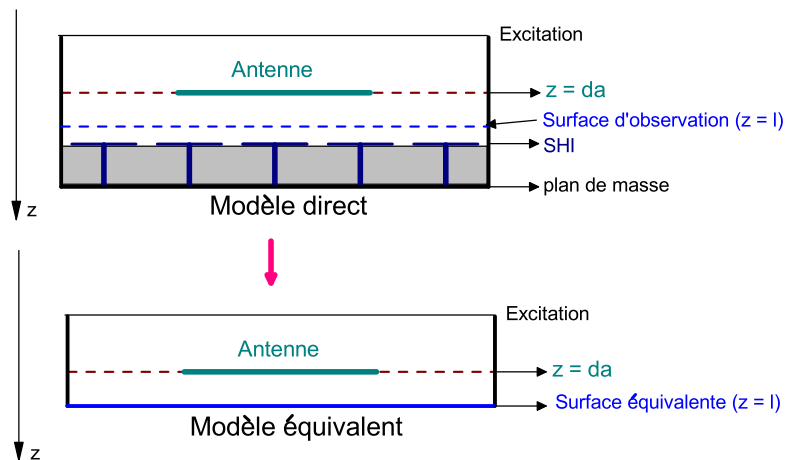 Excitation
Antenne
z = da
Surface d'observation (z = l)
SHI
plan de masse
z
Modèle direct
Excitation
Antenne
z = da
Surface équivalente (z = l)
Modèle équivalent
z